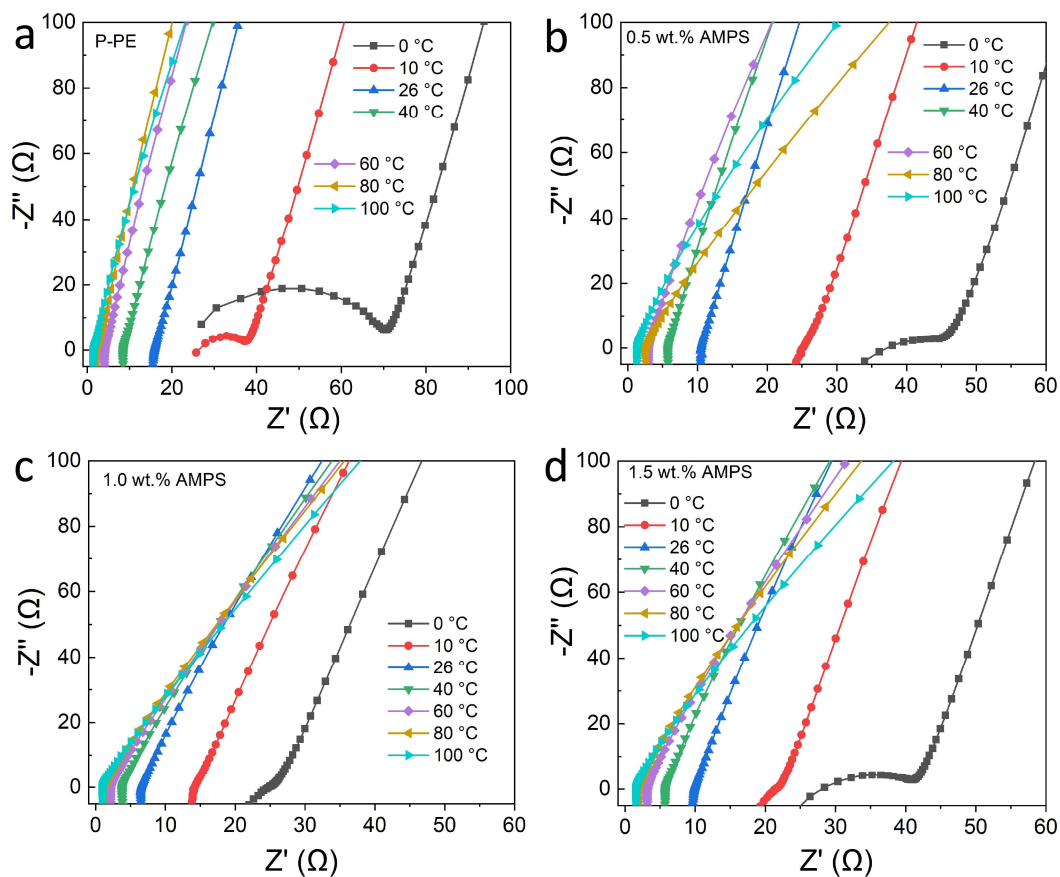 a
P-PE
0 °C
10 °C
26 °C
40 °C
60 °C
80 °C
100 °C
100
80
60
40
20
0
-Z'' (Ω)
0 20 40 60 80 100
Z' (Ω)
b
0.5 wt.% AMPS
0 °C
10 °C
26 °C
40 °C
60 °C
80 °C
100 °C
100
80
60
40
20
0
-Z'' (Ω)
0 10 20 30 40 50 60
Z' (Ω)
c
1.0 wt.% AMPS
0 °C
10 °C
26 °C
40 °C
60 °C
80 °C
100 °C
100
80
60
40
20
0
-Z'' (Ω)
0 10 20 30 40 50 60
Z' (Ω)
d
1.5 wt.% AMPS
0 °C
10 °C
26 °C
40 °C
60 °C
80 °C
100 °C
100
80
60
40
20
0
-Z'' (Ω)
0 10 20 30 40 50 60
Z' (Ω)